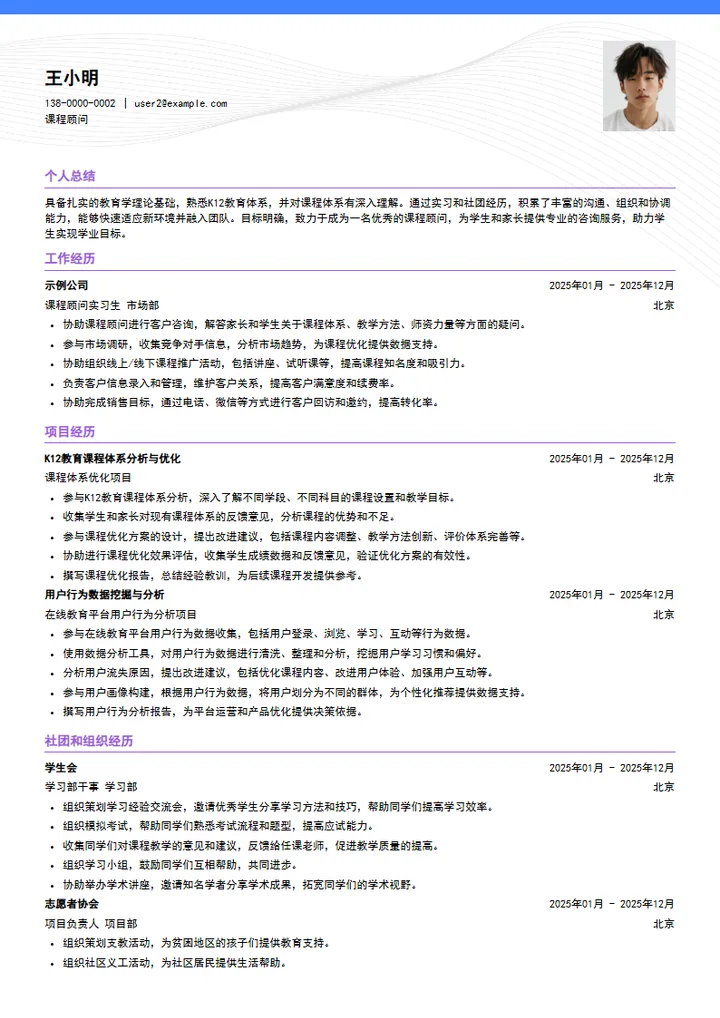 王小明
138-0000-0002 | user2@example.com
课程顾问
个人总结
具备扎实的教育学理论基础，熟悉K12教育体系，并对课程体系有深入理解。通过实习和社团经历，积累了丰富的沟通、组织和协调
能力，能够快速适应新环境并融入团队。目标明确，致力于成为一名优秀的课程顾问，为学生和家长提供专业的咨询服务，助力学
生实现学业目标。
工作经历
示例公司 2025年01月 - 2025年12月
课程顾问实习生 市场部 北京
• 协助课程顾问进行客户咨询，解答家长和学生关于课程体系、教学方法、师资力量等方面的疑问。
• 参与市场调研，收集竞争对手信息，分析市场趋势，为课程优化提供数据支持。
• 协助组织线上/线下课程推广活动，包括讲座、试听课等，提高课程知名度和吸引力。
• 负责客户信息录入和管理，维护客户关系，提高客户满意度和续费率。
• 协助完成销售目标，通过电话、微信等方式进行客户回访和邀约，提高转化率。
项目经历
K12教育课程体系分析与优化 2025年01月 - 2025年12月
课程体系优化项目 北京
• 参与K12教育课程体系分析，深入了解不同学段、不同科目的课程设置和教学目标。
• 收集学生和家长对现有课程体系的反馈意见，分析课程的优势和不足。
• 参与课程优化方案的设计，提出改进建议，包括课程内容调整、教学方法创新、评价体系完善等。
• 协助进行课程优化效果评估，收集学生成绩数据和反馈意见，验证优化方案的有效性。
• 撰写课程优化报告，总结经验教训，为后续课程开发提供参考。
用户行为数据挖掘与分析 2025年01月 - 2025年12月
在线教育平台用户行为分析项目 北京
• 参与在线教育平台用户行为数据收集，包括用户登录、浏览、学习、互动等行为数据。
• 使用数据分析工具，对用户行为数据进行清洗、整理和分析，挖掘用户学习习惯和偏好。
• 分析用户流失原因，提出改进建议，包括优化课程内容、改进用户体验、加强用户互动等。
• 参与用户画像构建，根据用户行为数据，将用户划分为不同的群体，为个性化推荐提供数据支持。
• 撰写用户行为分析报告，为平台运营和产品优化提供决策依据。
社团和组织经历
学生会 2025年01月 - 2025年12月
学习部干事 学习部 北京
• 组织策划学习经验交流会，邀请优秀学生分享学习方法和技巧，帮助同学们提高学习效率。
• 组织模拟考试，帮助同学们熟悉考试流程和题型，提高应试能力。
• 收集同学们对课程教学的意见和建议，反馈给任课老师，促进教学质量的提高。
• 组织学习小组，鼓励同学们互相帮助，共同进步。
• 协助举办学术讲座，邀请知名学者分享学术成果，拓宽同学们的学术视野。
志愿者协会 2025年01月 - 2025年12月
项目负责人 项目部 北京
• 组织策划支教活动，为贫困地区的孩子们提供教育支持。
• 组织社区义工活动，为社区居民提供生活帮助。